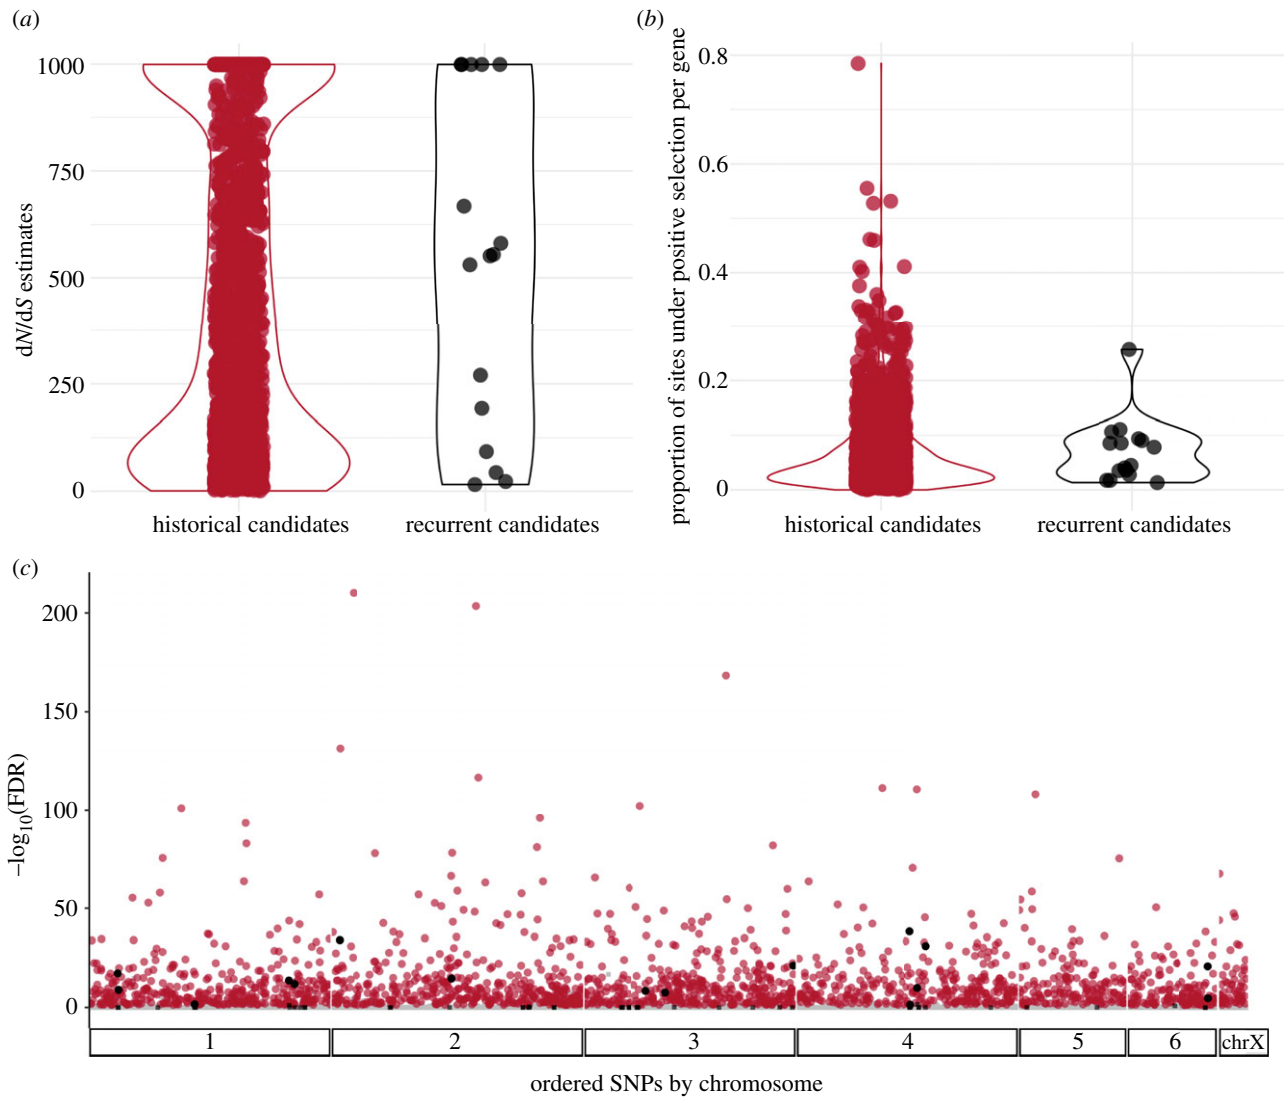 (a)
dN/dS estimates
1000
750
500
250
0
historical candidates
recurrent candidates
(b)
proportion of sites under positive selection per gene
0.8
0.6
0.4
0.2
0
historical candidates
recurrent candidates
(c)
−log10(FDR)
200
150
100
50
0
1 2 3 4 5 6 chrX
ordered SNPs by chromosome